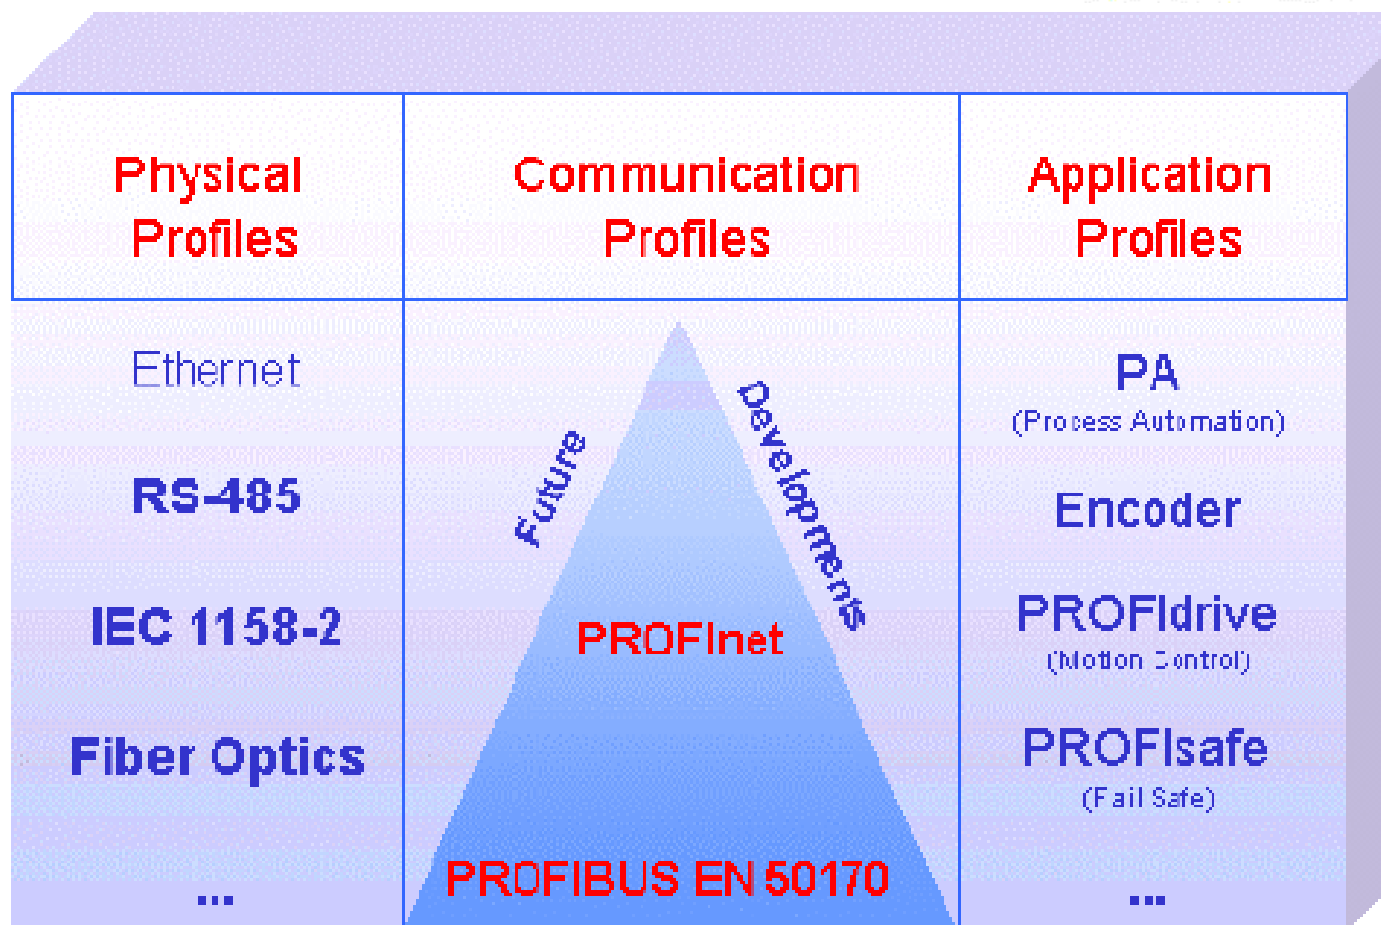 Physical
Profiles
Communication
Profiles
Application
Profiles
Ethernet
RS-485
IEC 1158-2
Fiber Optics
...
Future
Developments
PROFInet
PROFIBUS EN 50170
PA
(Process Automation)
Encoder
PROFIdrive
(Motion Control)
PROFIsafe
(Fail Safe)
...